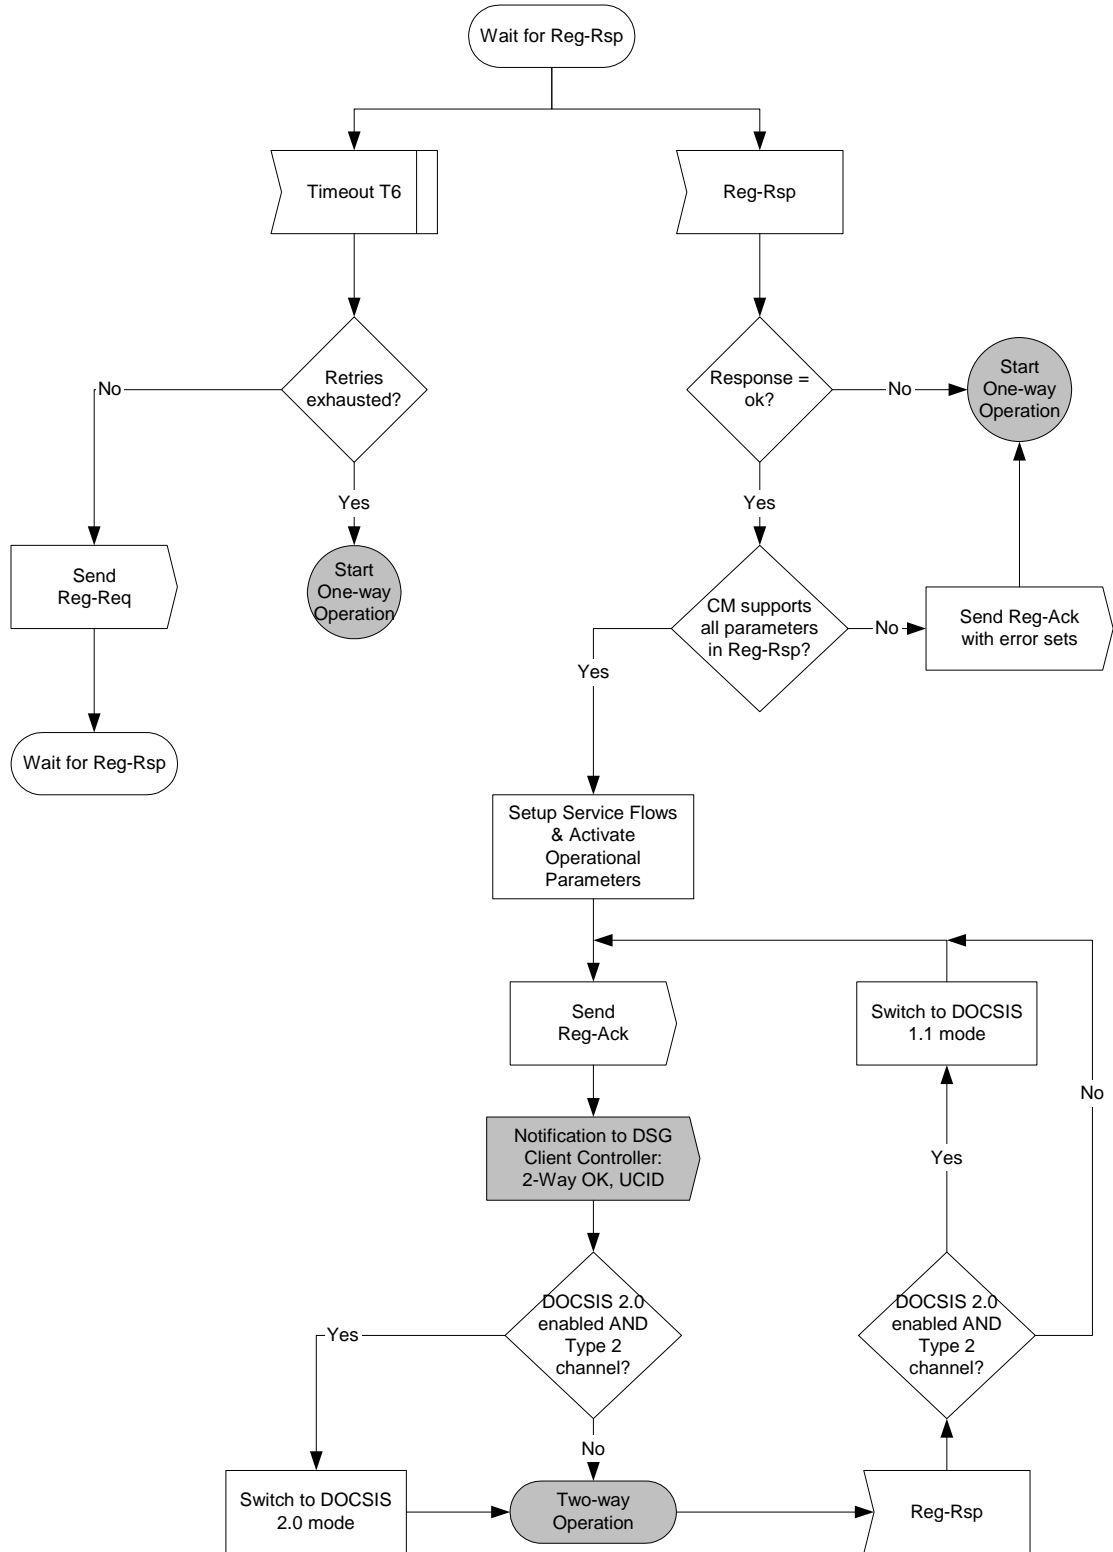 Wait for Reg-Rsp
Timeout T6
Reg-Rsp
Retries
exhausted?
No
Yes
Response =
ok?
No
Start
One-way
Operation
Yes
Send
Reg-Req
Start
One-way
Operation
CM supports
all parameters
in Reg-Rsp?
No
Send Reg-Ack
with error sets
Yes
Wait for Reg-Rsp
Setup Service Flows
& Activate
Operational
Parameters
Send
Reg-Ack
Switch to DOCSIS
1.1 mode
No
Notification to DSG
Client Controller:
2-Way OK, UCID
Yes
DOCSIS 2.0
enabled AND
Type 2
channel?
Yes
DOCSIS 2.0
enabled AND
Type 2
channel?
No
Switch to DOCSIS
2.0 mode
Two-way
Operation
Reg-Rsp